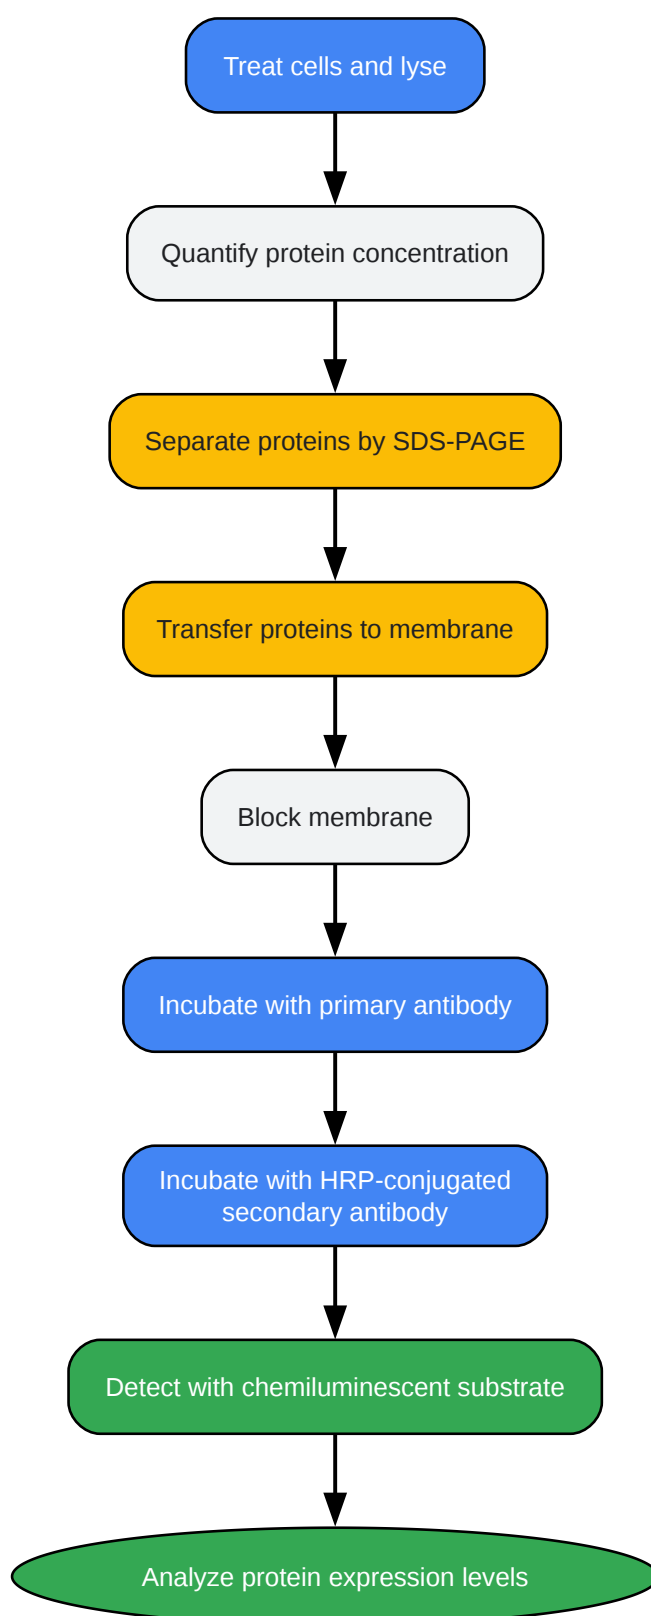 Treat cells and lyse
Quantify protein concentration
Separate proteins by SDS-PAGE
Transfer proteins to membrane
Block membrane
Incubate with primary antibody
Incubate with HRP-conjugated
secondary antibody
Detect with chemiluminescent substrate
Analyze protein expression levels